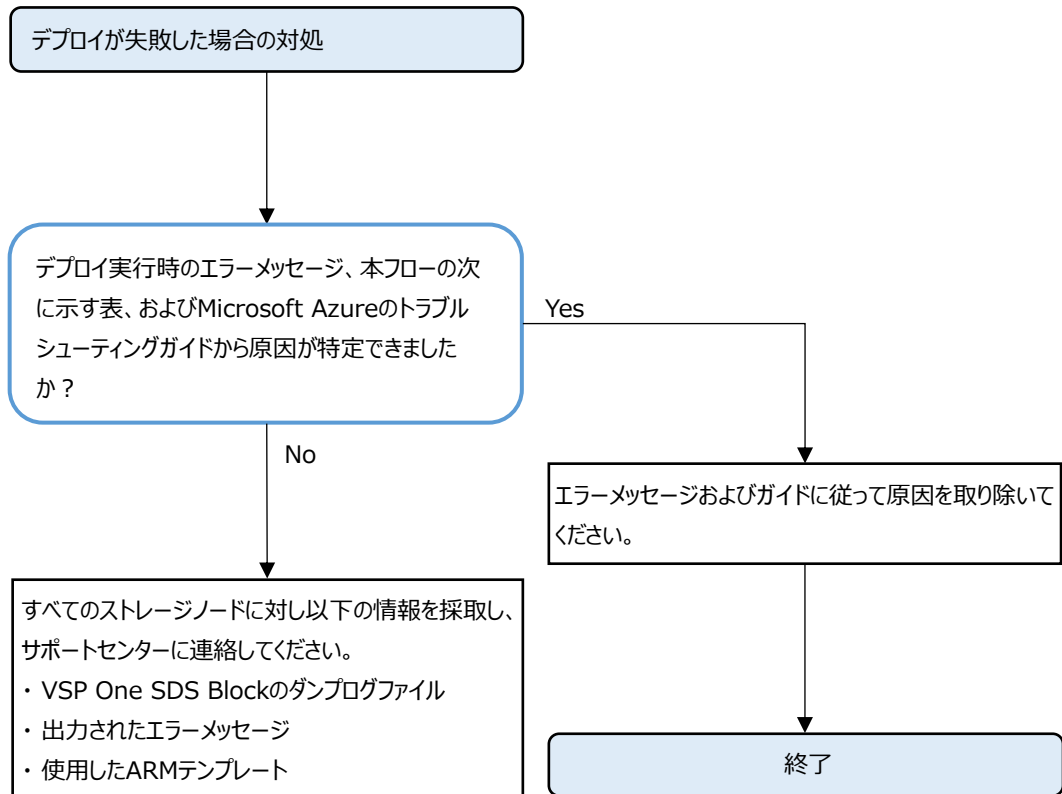 デプロイが失敗した場合の対処
デプロイ実行時のエラーメッセージ、本フローの次
に示す表、およびMicrosoft Azureのトラブル
シューティングガイドから原因が特定できました
か？
Yes
No
エラーメッセージおよびガイドに従って原因を取り除いて
ください。
すべてのストレージノードに対し以下の情報を採取し、
サポートセンターに連絡してください。
・ VSP One SDS Blockのダンプログファイル
・ 出力されたエラーメッセージ
・ 使用したARMテンプレート
終了